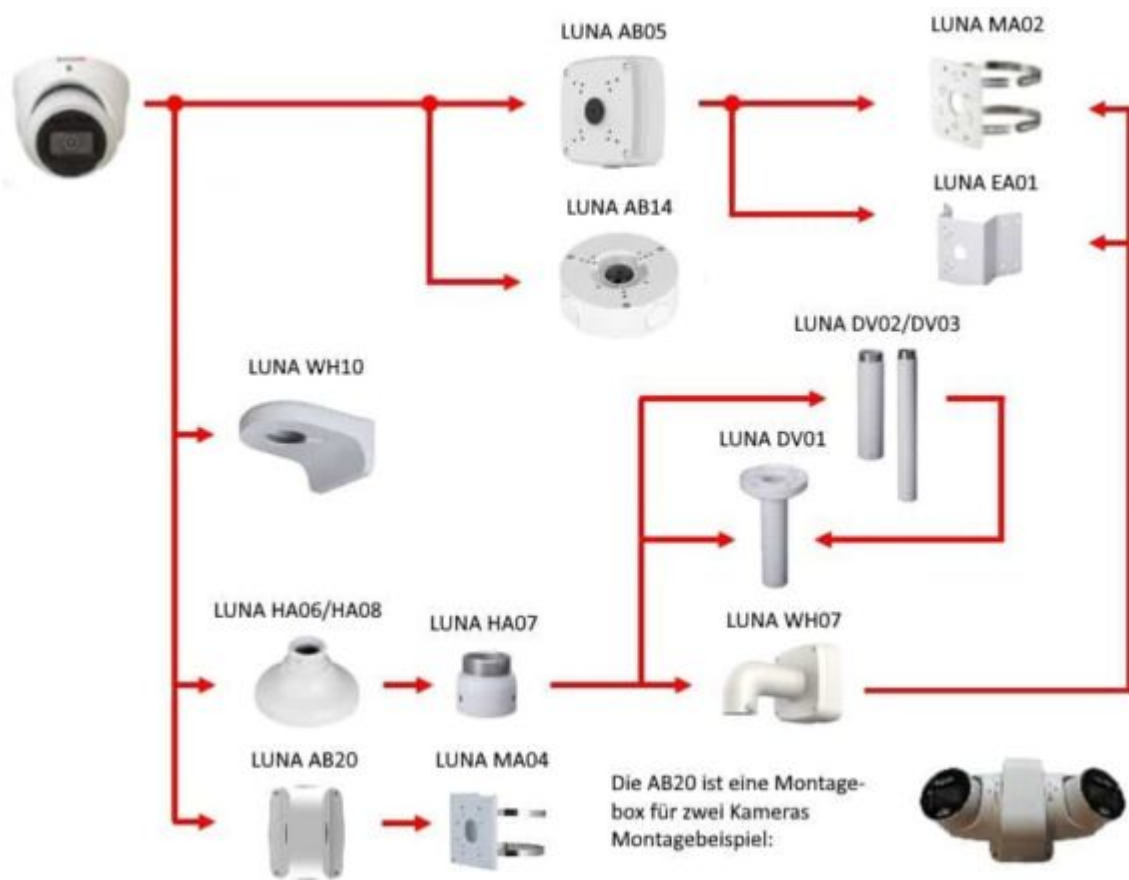 LUNA AB05
LUNA MA02
LUNA EA01
LUNA AB14
LUNA DV02/DV03
LUNA WH10
LUNA DV01
LUNA HA06/HA08
LUNA HA07
LUNA WH07
LUNA AB20
LUNA MA04
Die AB20 ist eine Montage-
box für zwei Kameras
Montagebeispiel: